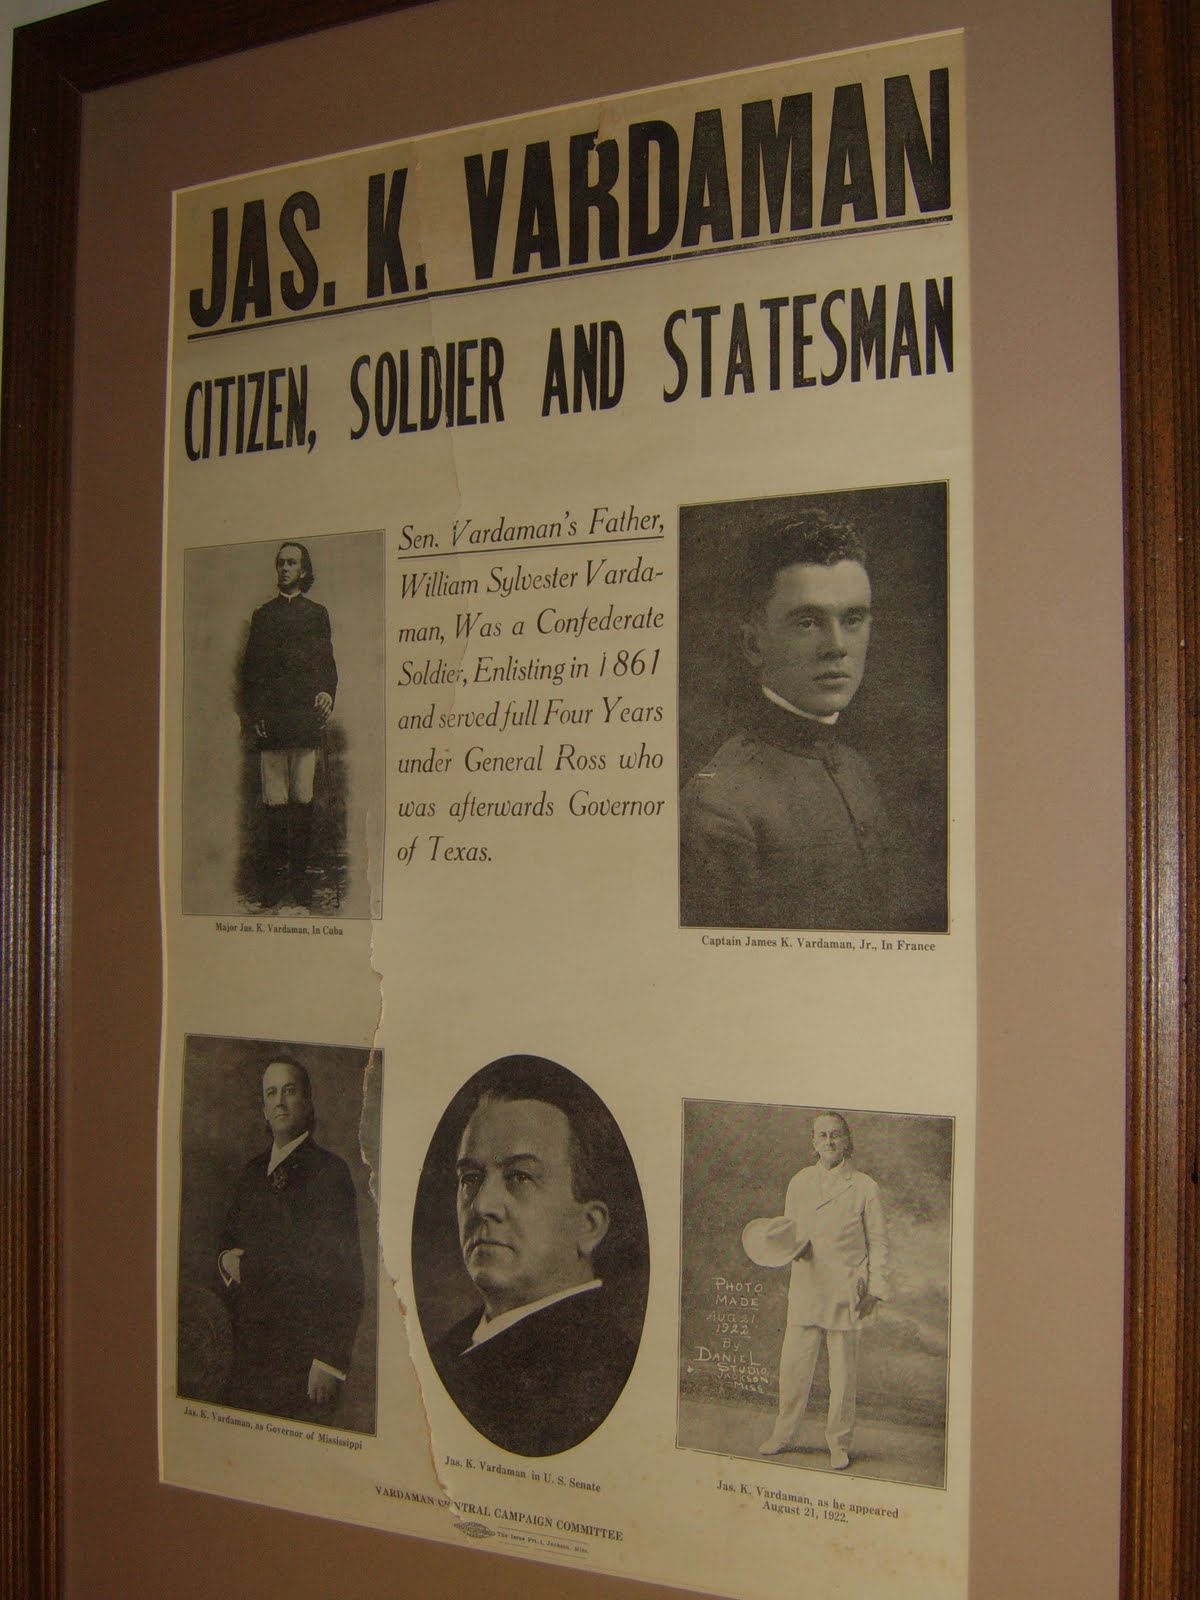 JAS. K. VARDAMAN
CITIZEN, SOLDIER AND STATESMAN
Sen. Vardaman's Father,
William Sylvester Varda-
man, Was a Confederate
Soldier, Enlisting in 1861
and served full Four Years
under General Ross who
was afterwards Governor
of Texas.
Major Jas. K. Vardaman, In Cuba
Captain James K. Vardaman, Jr., In France
Jas. K. Vardaman, as Governor of Mississippi
Jas. K. Vardaman in U. S. Senate
PHOTO
MADE
AUG 21
1922
By
DANIEL
STUDIO
JACKSON
MISS
Jas. K. Vardaman, as he appeared
August 21, 1922.
VARDAMAN CENTRAL CAMPAIGN COMMITTEE
The Issue Jackson, Miss.